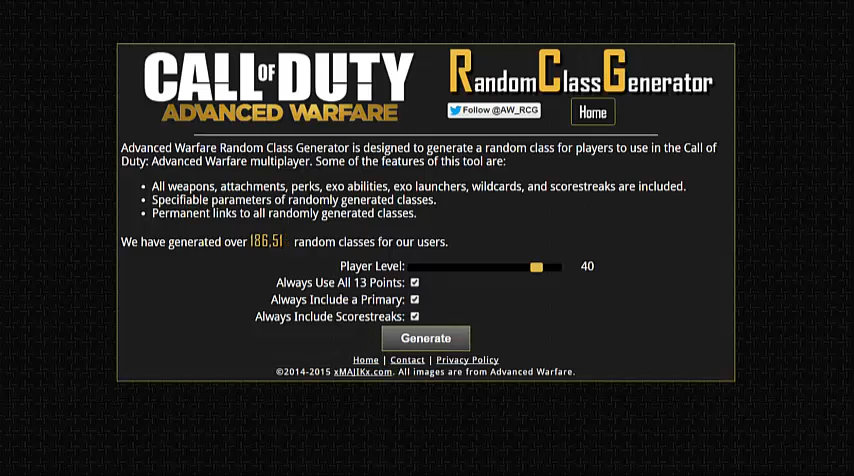 CALL OF DUTY
ADVANCED WARFARE
RandomClassGenerator
Follow @AW_RCG
Home
Advanced Warfare Random Class Generator is designed to generate a random class for players to use in the Call of
Duty: Advanced Warfare multiplayer. Some of the features of this tool are:
• All weapons, attachments, perks, exo abilities, exo launchers, wildcards, and scorestreaks are included.
• Specifiable parameters of randomly generated classes.
• Permanent links to all randomly generated classes.
We have generated over 186,51 random classes for our users.
Player Level: 40
Always Use All 13 Points:
Always Include a Primary:
Always Include Scorestreaks:
Generate
Home | Contact | Privacy Policy
©2014-2015 xMAJIKx.com. All images are from Advanced Warfare.